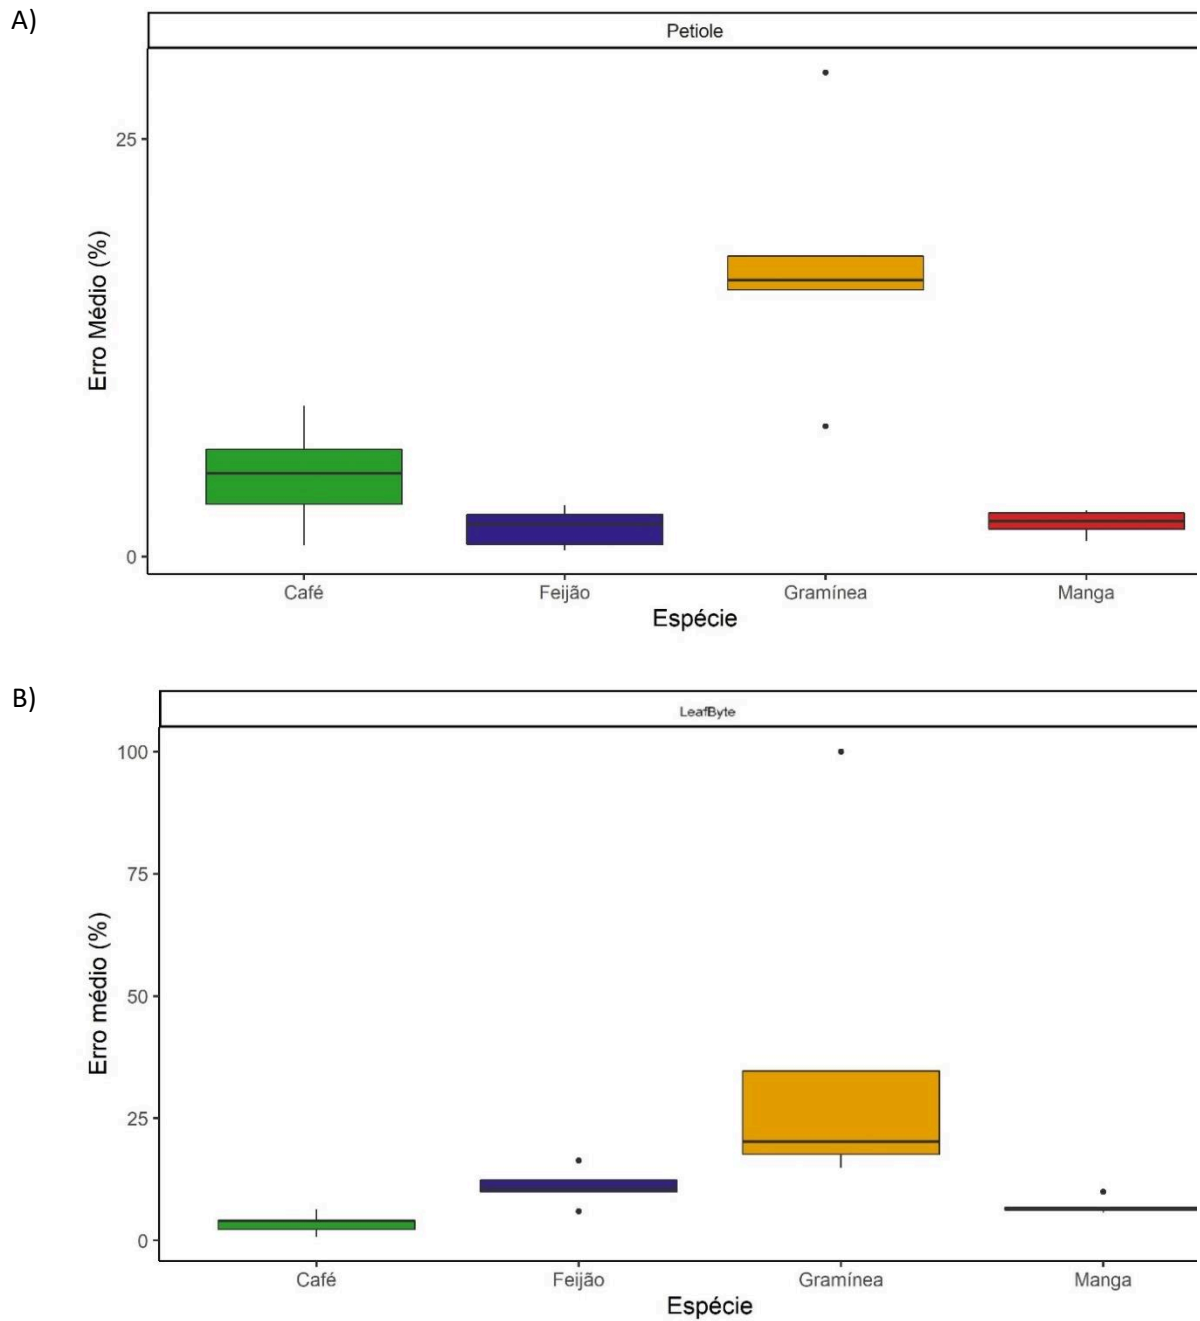 A)
Petiole
25
0
Erro Médio (%)
Café Feijão Gramínea Manga
Espécie
B)
LeafByte
100
75
50
25
0
Erro médio (%)
Café Feijão Gramínea Manga
Espécie